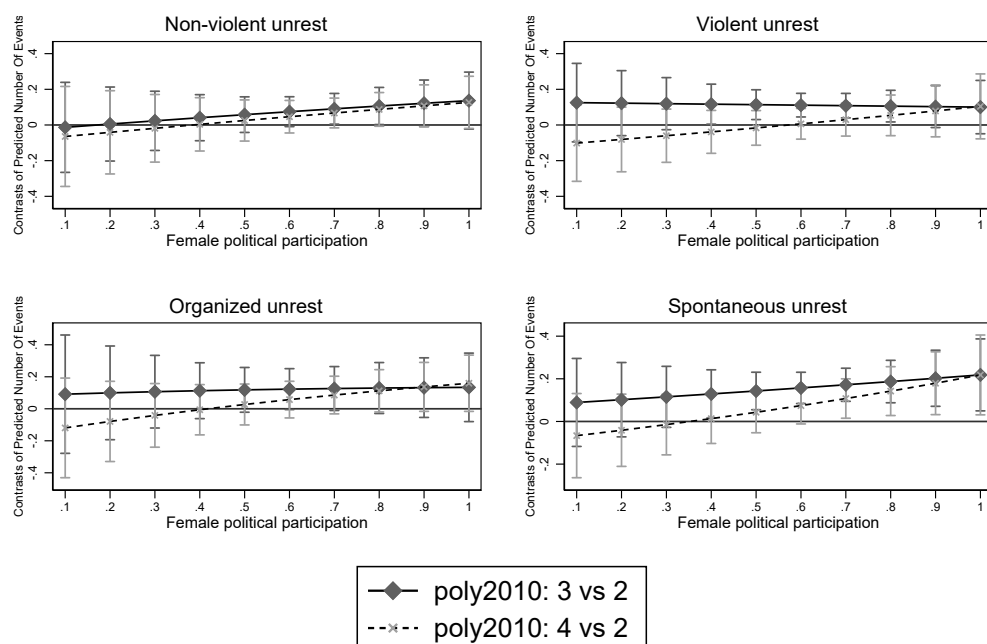 Non-violent unrest
Contrasts of Predicted Number Of Events
.4
.2
0
-.2
-.4
.1 .2 .3 .4 .5 .6 .7 .8 .9 1
Female political participation
Violent unrest
Contrasts of Predicted Number Of Events
.4
.2
0
-.2
-.4
.1 .2 .3 .4 .5 .6 .7 .8 .9 1
Female political participation
Organized unrest
Contrasts of Predicted Number Of Events
.4
.2
0
-.2
-.4
.1 .2 .3 .4 .5 .6 .7 .8 .9 1
Female political participation
Spontaneous unrest
Contrasts of Predicted Number Of Events
.4
.2
0
-.2
.1 .2 .3 .4 .5 .6 .7 .8 .9 1
Female political participation
poly2010: 3 vs 2
poly2010: 4 vs 2